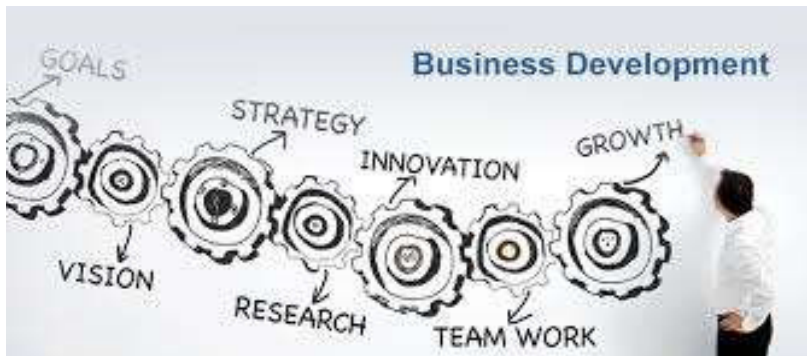 GOALS
Business Development
STRATEGY
GROWTH
INNOVATION
VISION
RESEARCH
TEAM WORK